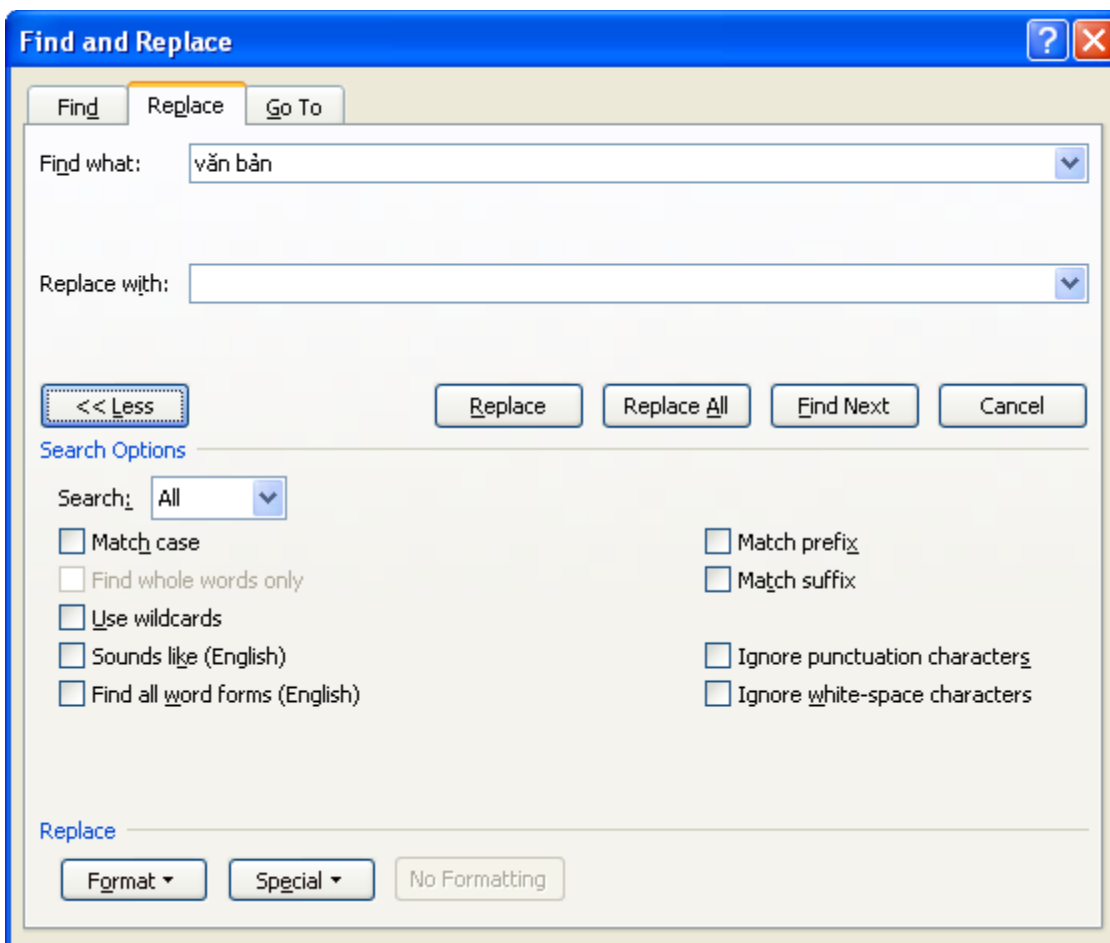 Find and Replace
Find Replace Go To
Find what: văn bản
Replace with:
<< Less Replace Replace All Find Next Cancel
Search Options
Search: All
Match case Match prefix
Find whole words only Match suffix
Use wildcards
Sounds like (English) Ignore punctuation characters
Find all word forms (English) Ignore white-space characters
Replace
Format Special No Formatting